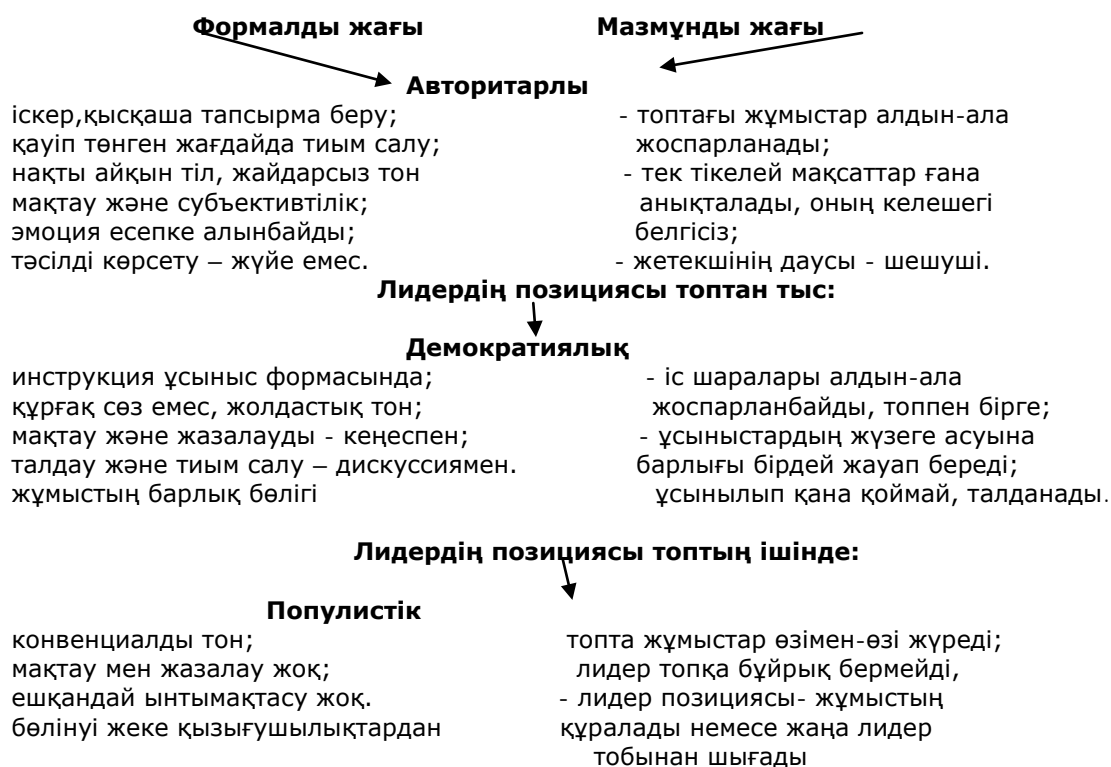 Формалды жағы Мазмұнды жағы
Авторитарлы
іскер,қысқаша тапсырма беру; - топтағы жұмыстар алдын-ала
қауіп төнген жағдайда тиым салу; жоспарланады;
нақты айқын тіл, жайдарсыз тон - тек тікелей мақсаттар ғана
мақтау және субъективтілік; анықталады, оның келешегі
эмоция есепке алынбайды; белгісіз;
тәсілді көрсету – жүйе емес. - жетекшінің даусы - шешуші.
Лидердің позициясы топтан тыс:
Демократиялық
инструкция ұсыныс формасында; - іс шаралары алдын-ала
құрғақ сөз емес, жолдастық тон; жоспарланбайды, топпен бірге;
мақтау және жазалауды - кеңеспен; - ұсыныстардың жүзеге асуына
талдау және тиым салу – дискуссиямен. барлығы бірдей жауап береді;
жұмыстың барлық бөлігі ұсынылып қана қоймай, талданады.
Лидердің позициясы топтың ішінде:
Популистік
конвенциалды тон; топта жұмыстар өзімен-өзі жүреді;
мақтау мен жазалау жоқ; лидер топқа бұйрық бермейді,
ешқандай ынтымақтасу жоқ. - лидер позициясы- жұмыстың
бөлінуі жеке қызығушылықтардан құралады немесе жаңа лидер
тобынан шығады